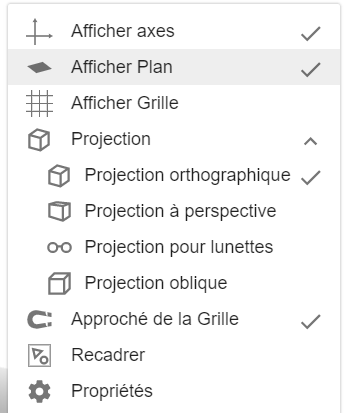 Afficher axes
Afficher Plan
Afficher Grille
Projection
Projection orthographique
Projection à perspective
Projection pour lunettes
Projection oblique
Approché de la Grille
Recadrer
Propriétés